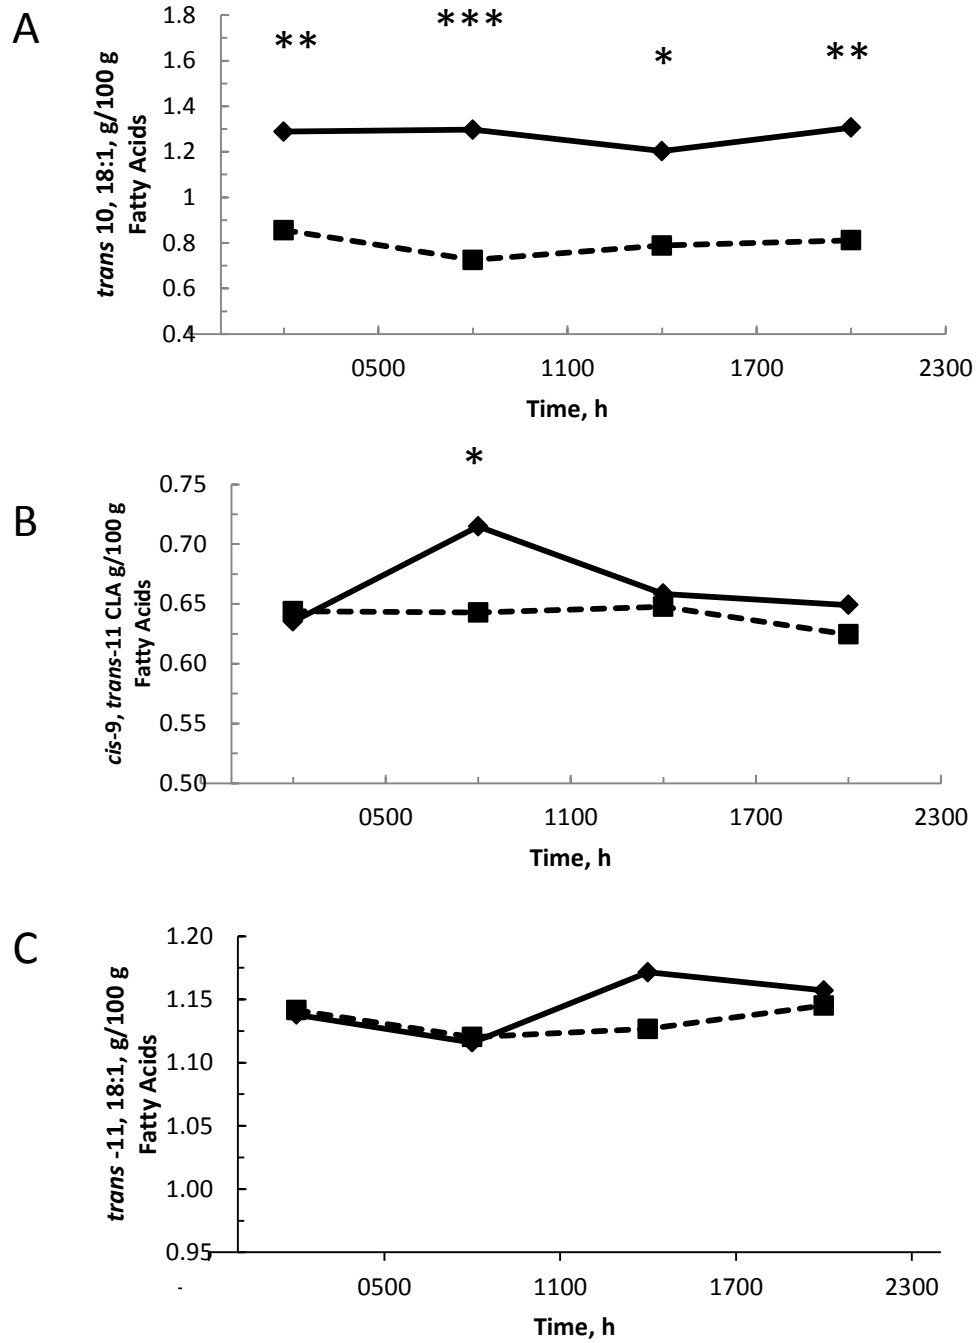 A
trans 10, 18:1, g/100 g
Fatty Acids
1.8
1.6
1.4
1.2
1
0.8
0.6
0.4
**
***
*
**
0500 1100 1700 2300
Time, h
B
cis-9, trans-11 CLA g/100 g
Fatty Acids
*
0.75
0.70
0.65
0.60
0.55
0.50
0500 1100 1700 2300
Time, h
C
trans -11, 18:1, g/100 g
Fatty Acids
1.20
1.15
1.10
1.05
1.00
0.95
- 0500 1100 1700 2300
Time, h